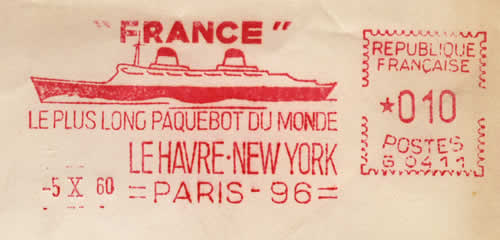 "FRANCE"
LE PLUS LONG PAQUEBOT DU MONDE
LE HAVRE·NEW YORK
-5 X 60
=PARIS - 96=
REPUBLIQUE
FRANÇAISE
*010
POSTES
G 0411